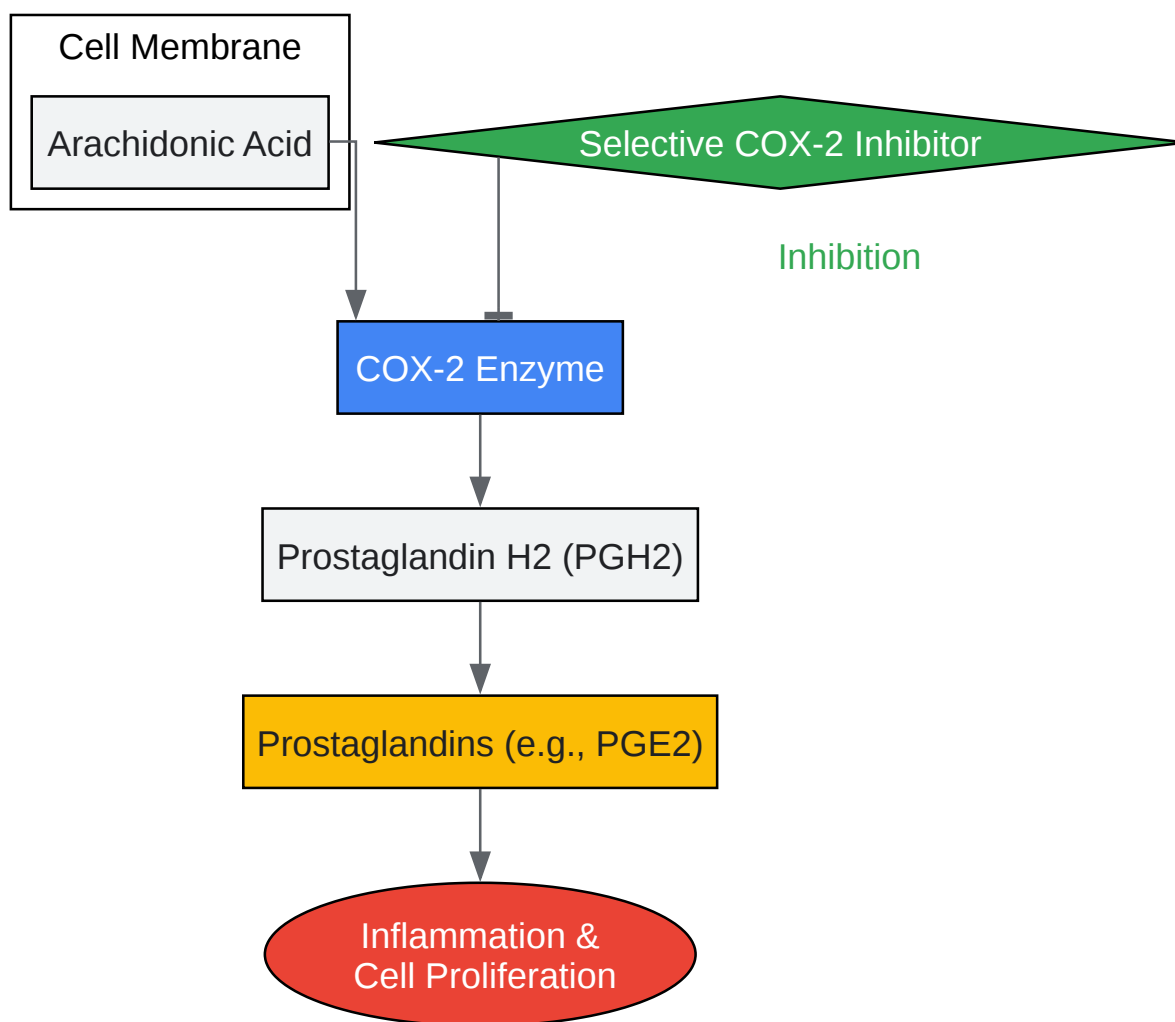 Cell Membrane
Arachidonic Acid
Selective COX-2 Inhibitor
Inhibition
COX-2 Enzyme
Prostaglandin H2 (PGH2)
Prostaglandins (e.g., PGE2)
Inflammation &
Cell Proliferation